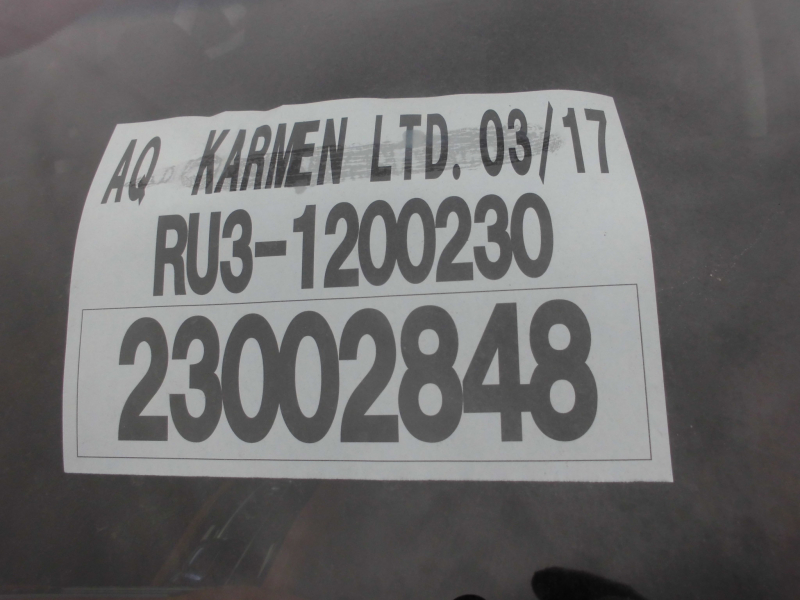 AQ KARMEN LTD. 03/17
RU3-1200230
23002848